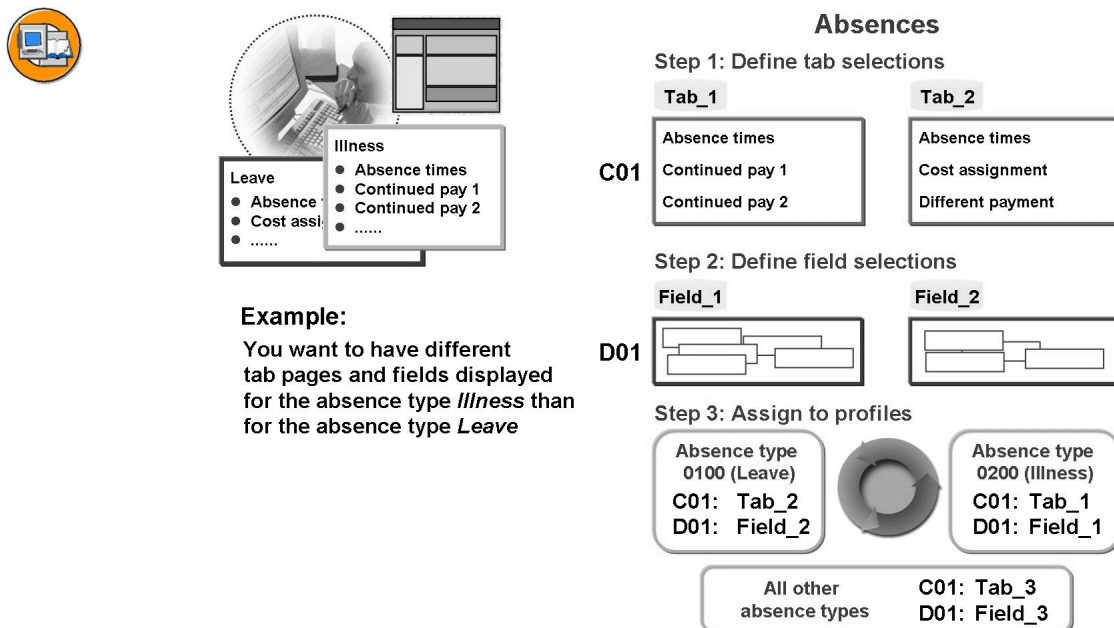 Illness
● Absence times
● Continued pay 1
● Continued pay 2
● ......
Leave
● Absence
● Cost assi
● ......
Example:
You want to have different
tab pages and fields displayed
for the absence type Illness than
for the absence type Leave
Absences
Step 1: Define tab selections
Tab_1
Tab_2
C01
Absence times
Continued pay 1
Continued pay 2
Absence times
Cost assignment
Different payment
Step 2: Define field selections
Field_1
Field_2
D01
Step 3: Assign to profiles
Absence type
0100 (Leave)
C01: Tab_2
D01: Field_2
Absence type
0200 (Illness)
C01: Tab_1
D01: Field_1
All other
absence types
C01: Tab_3
D01: Field_3